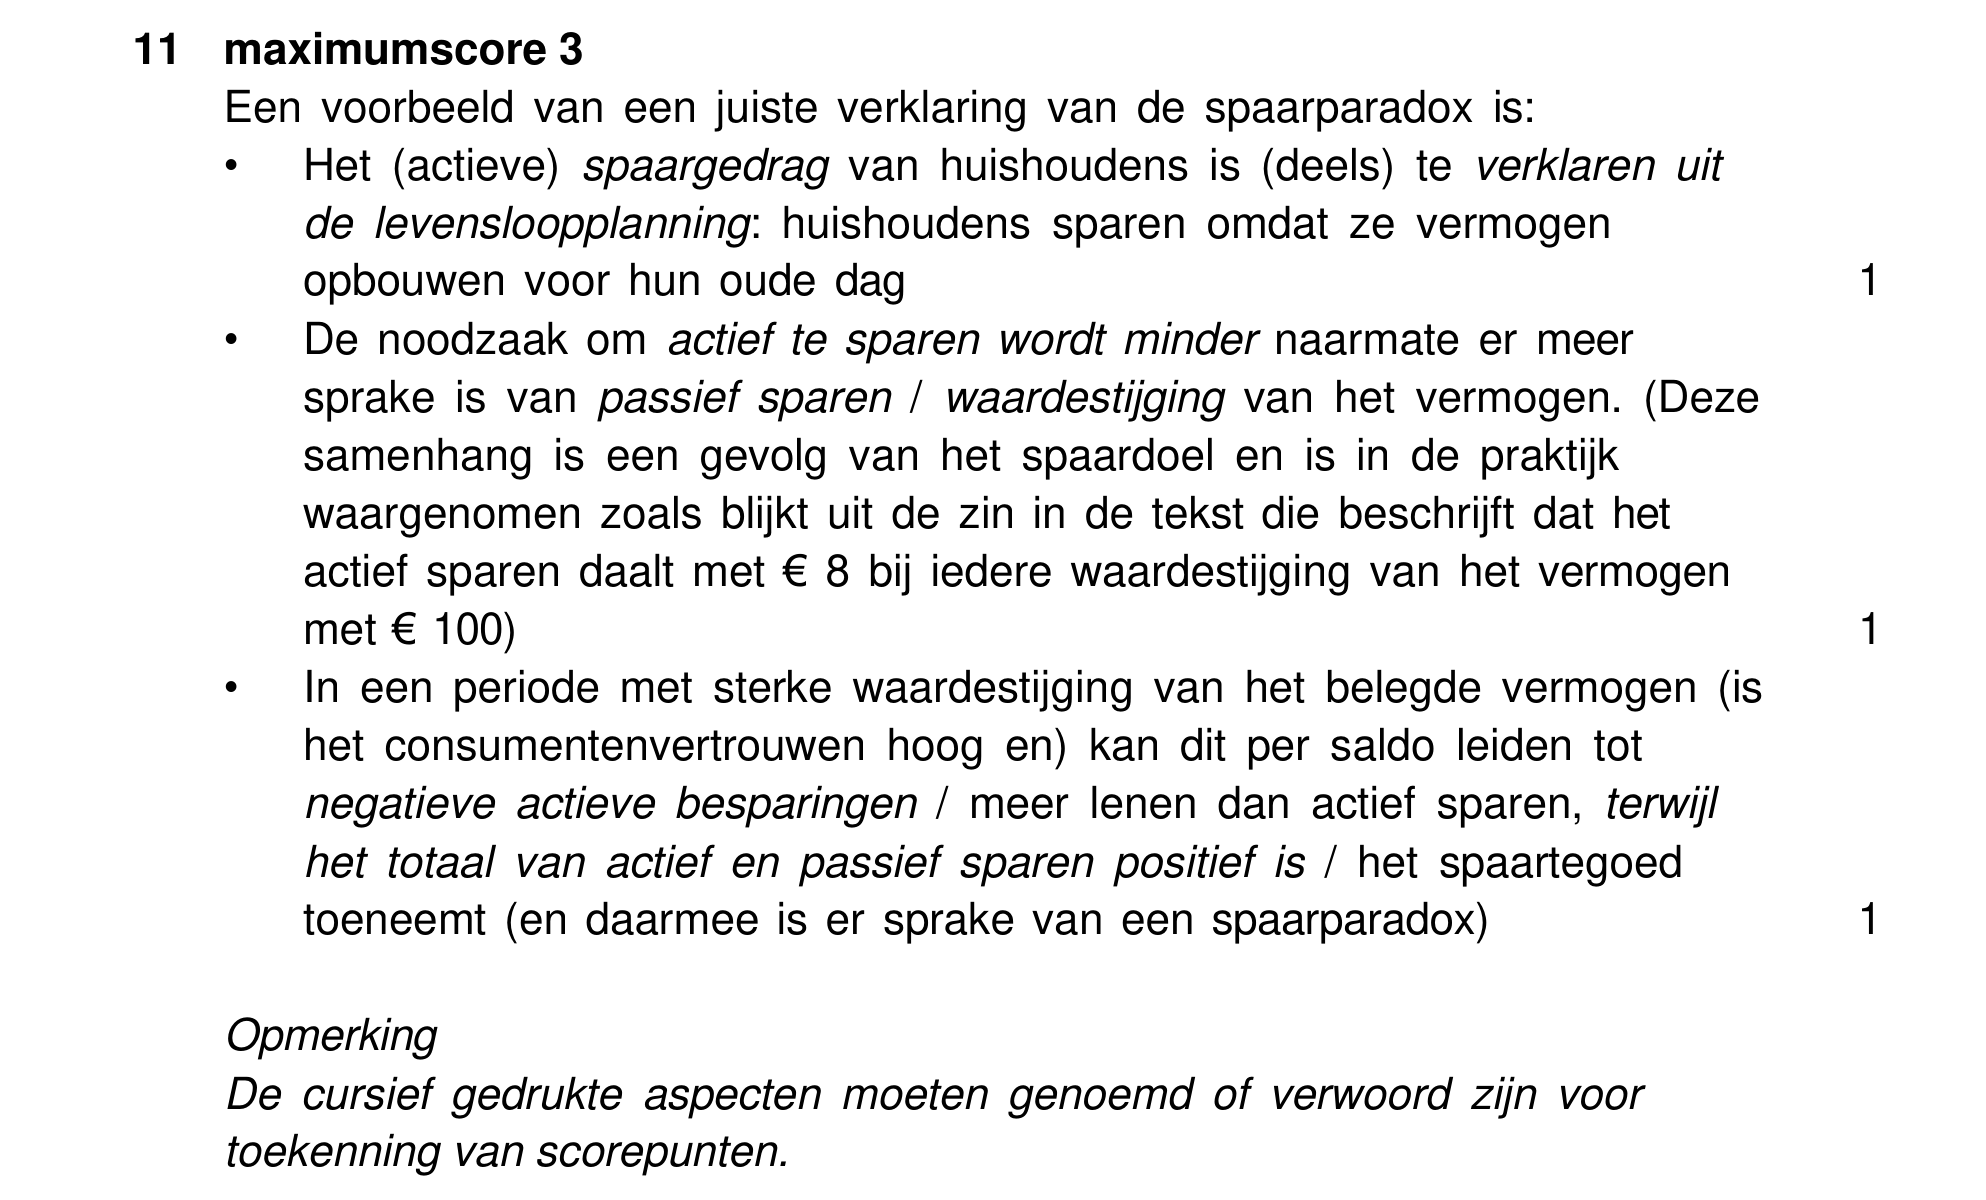 11 maximumscore 3
Een voorbeeld van een juiste verklaring van de spaarparadox is:
• Het (actieve) spaargedrag van huishoudens is (deels) te verklaren uit
de levensloopplanning: huishoudens sparen omdat ze vermogen
opbouwen voor hun oude dag 1
• De noodzaak om actief te sparen wordt minder naarmate er meer
sprake is van passief sparen / waardestijging van het vermogen. (Deze
samenhang is een gevolg van het spaardoel en is in de praktijk
waargenomen zoals blijkt uit de zin in de tekst die beschrijft dat het
actief sparen daalt met € 8 bij iedere waardestijging van het vermogen
met € 100) 1
• In een periode met sterke waardestijging van het belegde vermogen (is
het consumentenvertrouwen hoog en) kan dit per saldo leiden tot
negatieve actieve besparingen / meer lenen dan actief sparen, terwijl
het totaal van actief en passief sparen positief is / het spaartegoed
toeneemt (en daarmee is er sprake van een spaarparadox) 1
Opmerking
De cursief gedrukte aspecten moeten genoemd of verwoord zijn voor
toekenning van scorepunten.